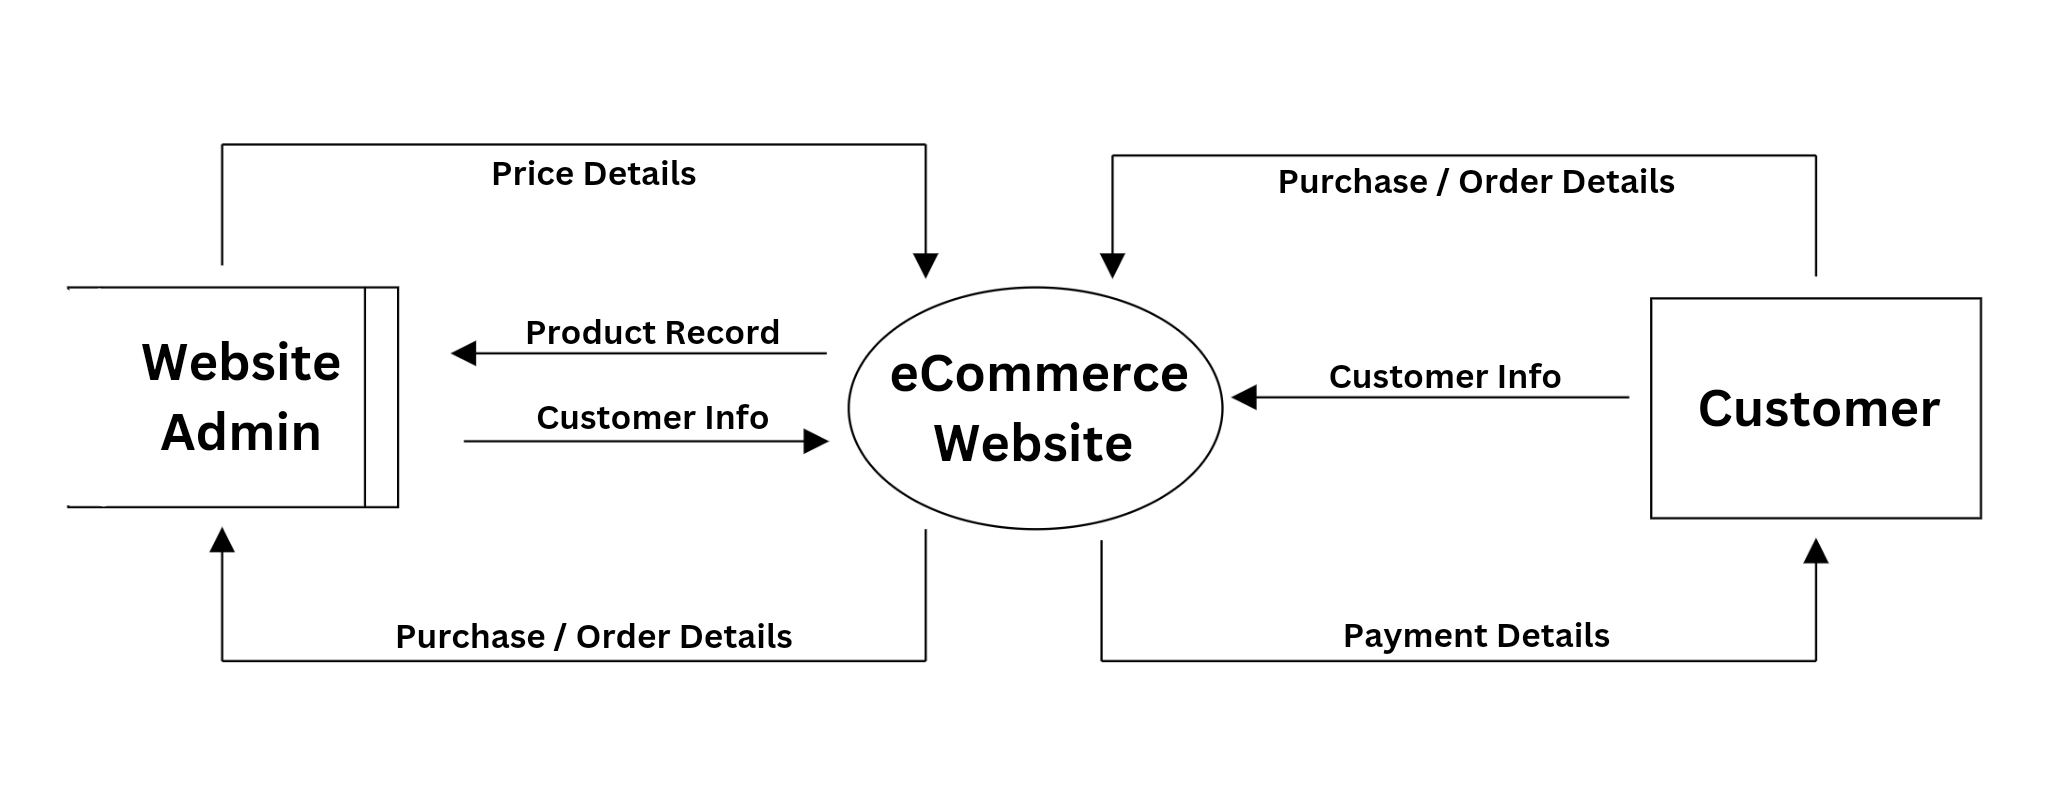 Price Details
Purchase / Order Details
Website
Admin
Product Record
Customer Info
eCommerce
Website
Customer Info
Customer
Purchase / Order Details
Payment Details